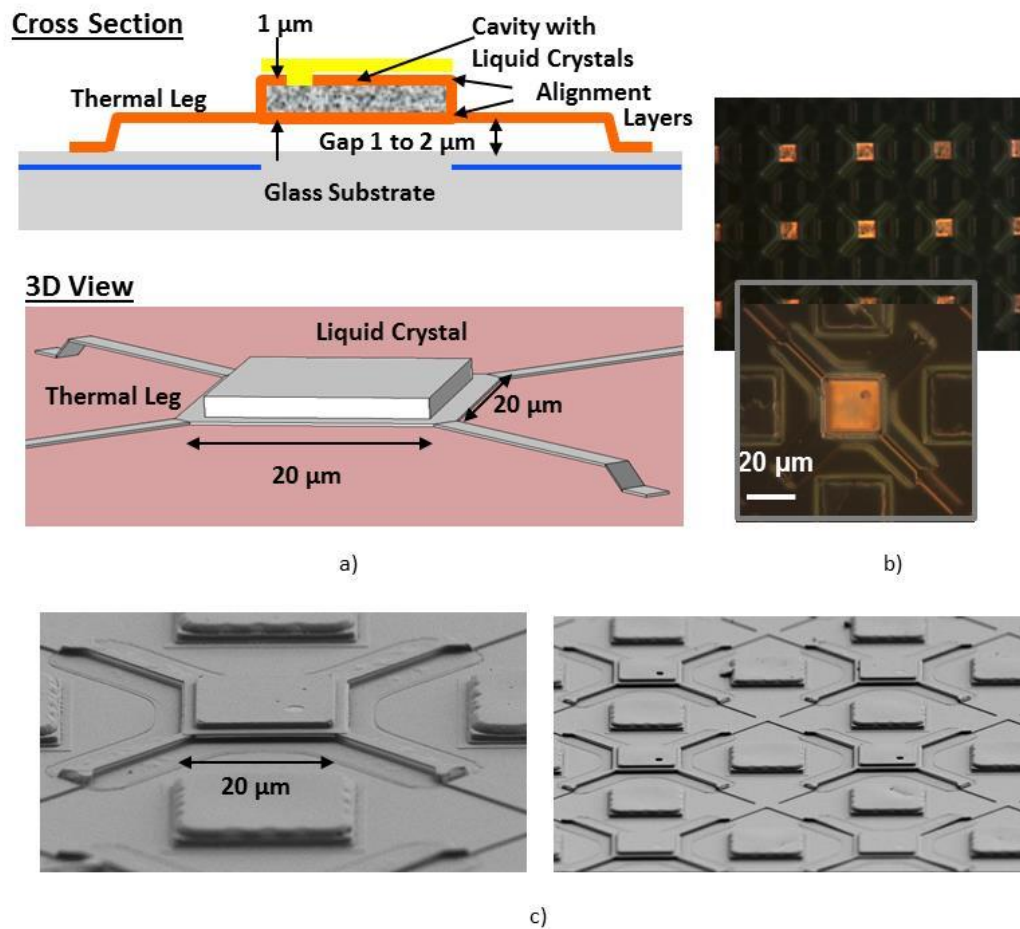 Cross Section
1 µm
Cavity with
Liquid Crystals
Thermal Leg
Alignment
Layers
Gap 1 to 2 µm
Glass Substrate
3D View
Liquid Crystal
Thermal Leg
20 µm
20 µm
a)
20 µm
b)
20 µm
c)